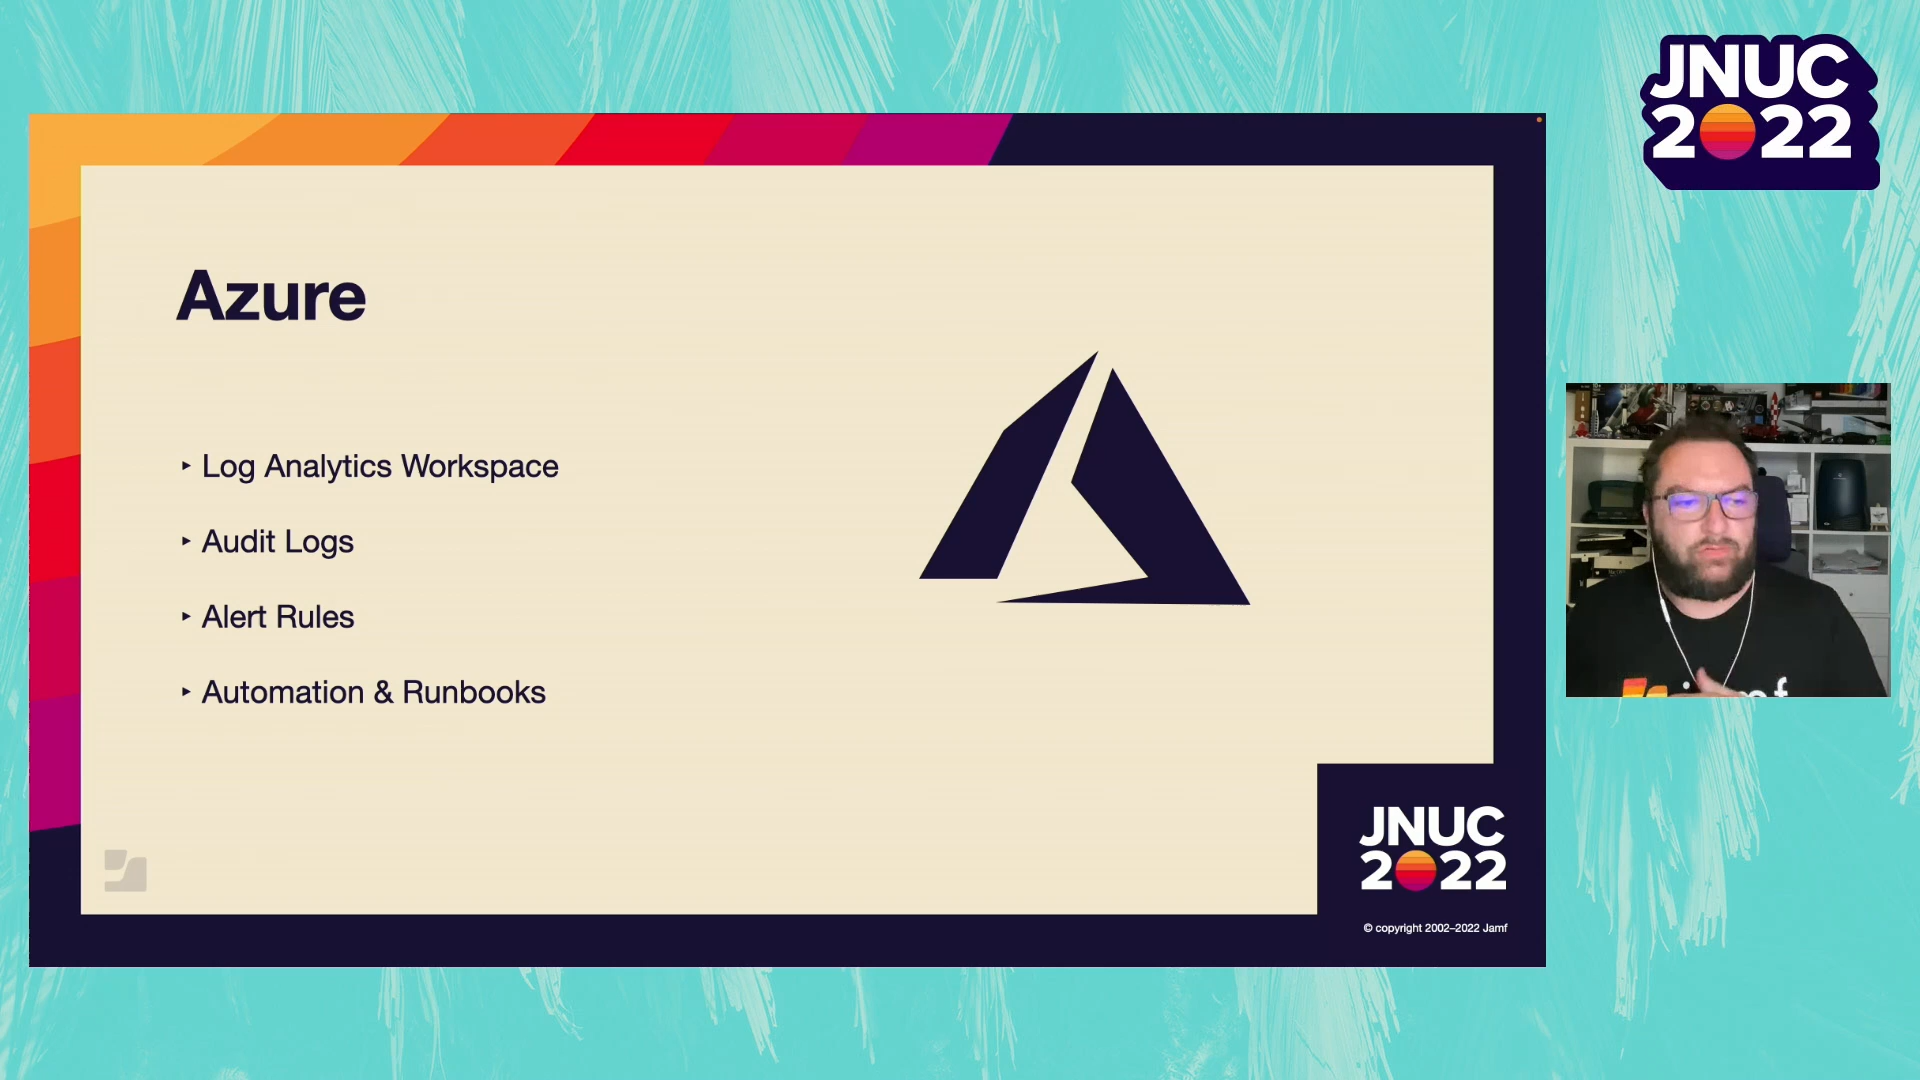 JNUC
2022
Azure
‣ Log Analytics Workspace
‣ Audit Logs
‣ Alert Rules
‣ Automation & Runbooks
JNUC
2022
© copyright 2002–2022 Jamf